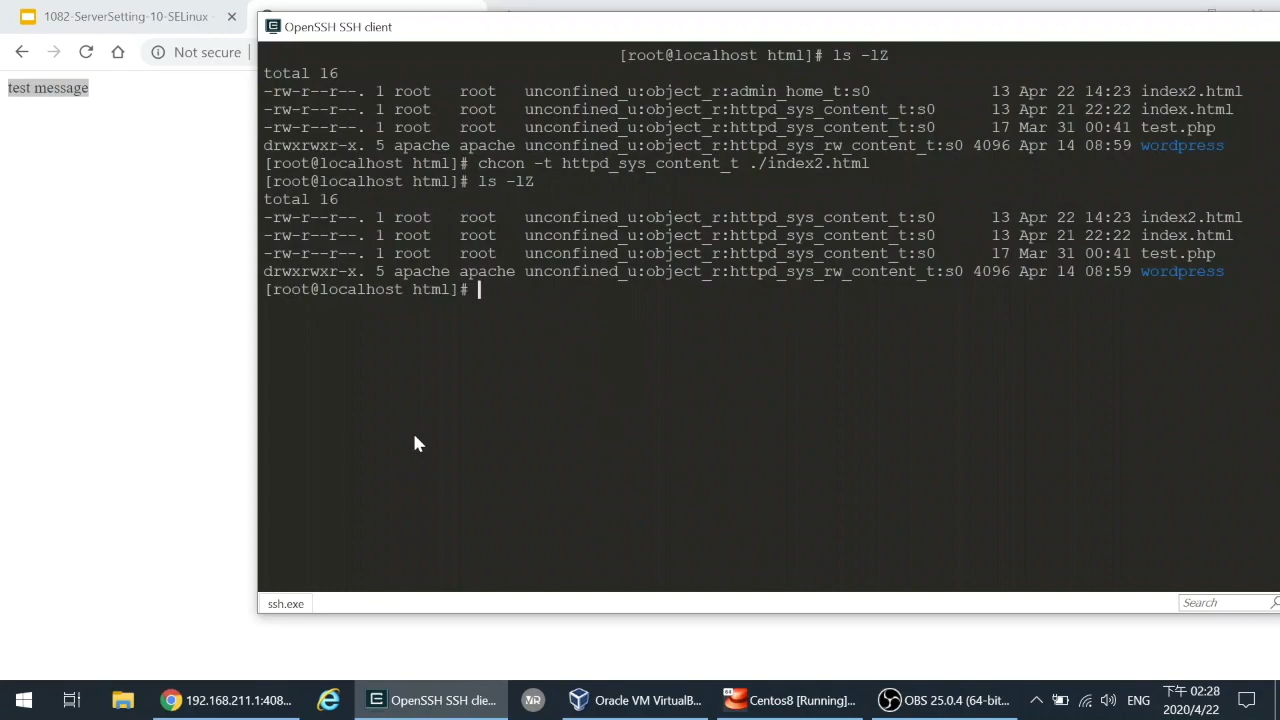 1082-ServerSetting-10-SELinux
OpenSSH SSH client
Not secure
test message
[root@localhost html]# ls -lZ
total 16
-rw-r--r--. 1 root   root   unconfined_u:object_r:admin_home_t:s0             13 Apr 22 14:23 index2.html
-rw-r--r--. 1 root   root   unconfined_u:object_r:httpd_sys_content_t:s0      13 Apr 21 22:22 index.html
-rw-r--r--. 1 root   root   unconfined_u:object_r:httpd_sys_content_t:s0      17 Mar 31 00:41 test.php
drwxrwxr-x. 5 apache apache unconfined_u:object_r:httpd_sys_rw_content_t:s0 4096 Apr 14 08:59 wordpress
[root@localhost html]# chcon -t httpd_sys_content_t ./index2.html
[root@localhost html]# ls -lZ
total 16
-rw-r--r--. 1 root   root   unconfined_u:object_r:httpd_sys_content_t:s0      13 Apr 22 14:23 index2.html
-rw-r--r--. 1 root   root   unconfined_u:object_r:httpd_sys_content_t:s0      13 Apr 21 22:22 index.html
-rw-r--r--. 1 root   root   unconfined_u:object_r:httpd_sys_content_t:s0      17 Mar 31 00:41 test.php
drwxrwxr-x. 5 apache apache unconfined_u:object_r:httpd_sys_rw_content_t:s0 4096 Apr 14 08:59 wordpress
[root@localhost html]#
ssh.exe
Search
192.168.211.1:408...
OpenSSH SSH clie...
MR
Oracle VM VirtualB...
Centos8 [Running]...
OBS 25.0.4 (64-bit...
ENG
下午 02:28
2020/4/22